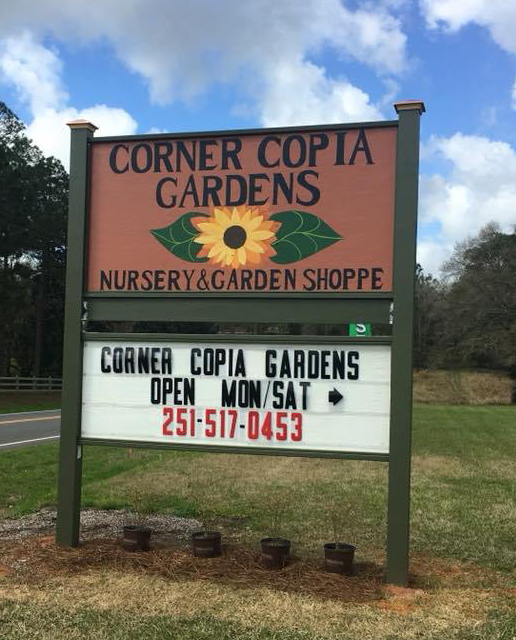 CORNER COPIA
GARDENS
NURSERY&GARDEN SHOPPE
S
CORNER COPIA GARDENS
OPEN MON/SAT →
251-517-0453